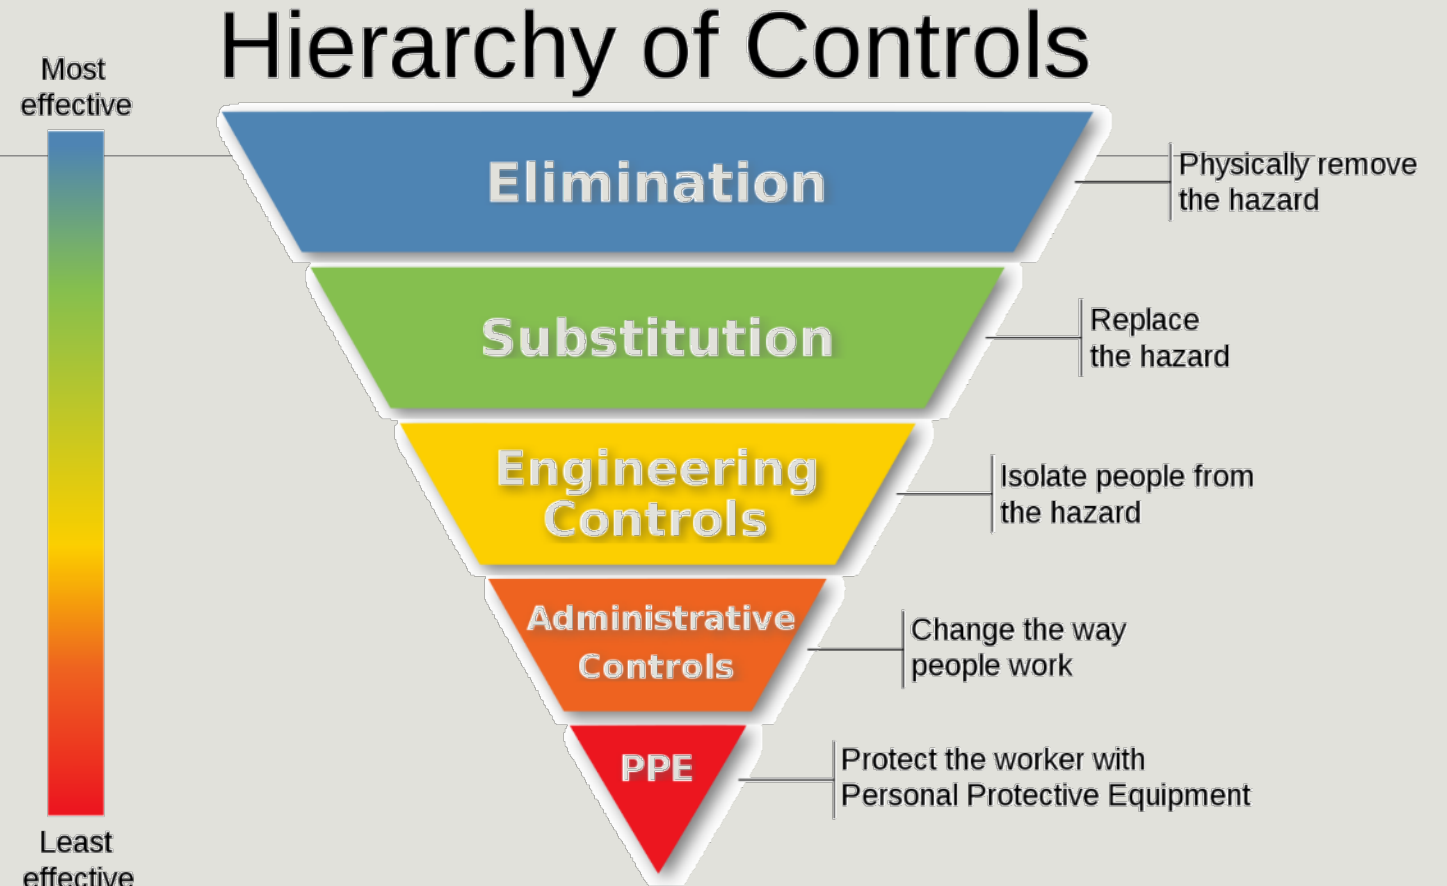 Hierarchy of Controls
Most
effective
Elimination
Physically remove
the hazard
Substitution
Replace
the hazard
Engineering
Controls
Isolate people from
the hazard
Administrative
Controls
Change the way
people work
PPE
Protect the worker with
Personal Protective Equipment
Least
effective